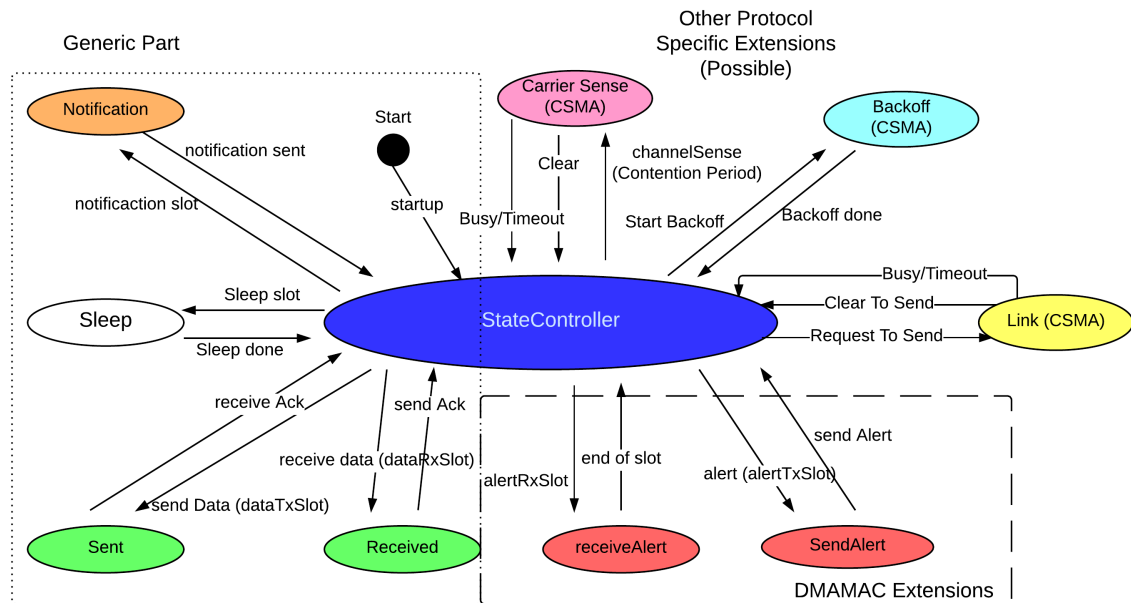 Generic Part
Other Protocol
Specific Extensions
(Possible)
Notification
Start
Carrier Sense
(CSMA)
Backoff
(CSMA)
notification sent
Clear
channelSense
(Contention Period)
notificaction slot
startup
Busy/Timeout
Start Backoff
Backoff done
Busy/Timeout
Sleep slot
Clear To Send
Sleep
StateController
Link (CSMA)
Request To Send
Sleep done
receive Ack
send Ack
send Alert
receive data (dataRxSlot)
end of slot
alertRxSlot
alert (alertTxSlot)
send Data (dataTxSlot)
Sent
Received
receiveAlert
SendAlert
DMAMAC Extensions